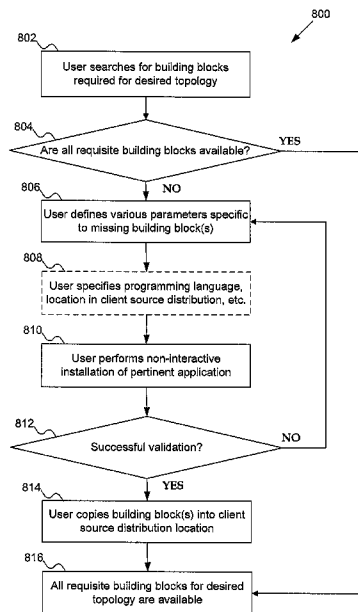 800
802
User searches for building blocks
required for desired topology
804
Are all requisite building blocks available?
YES
NO
806
User defines various parameters specific
to missing building block(s)
808
User specifies programming language,
location in client source distribution, etc.
810
User performs non-interactive
installation of pertinent application
812
Successful validation?
NO
YES
814
User copies building block(s) into client
source distribution location
816
All requisite building blocks for desired
topology are available